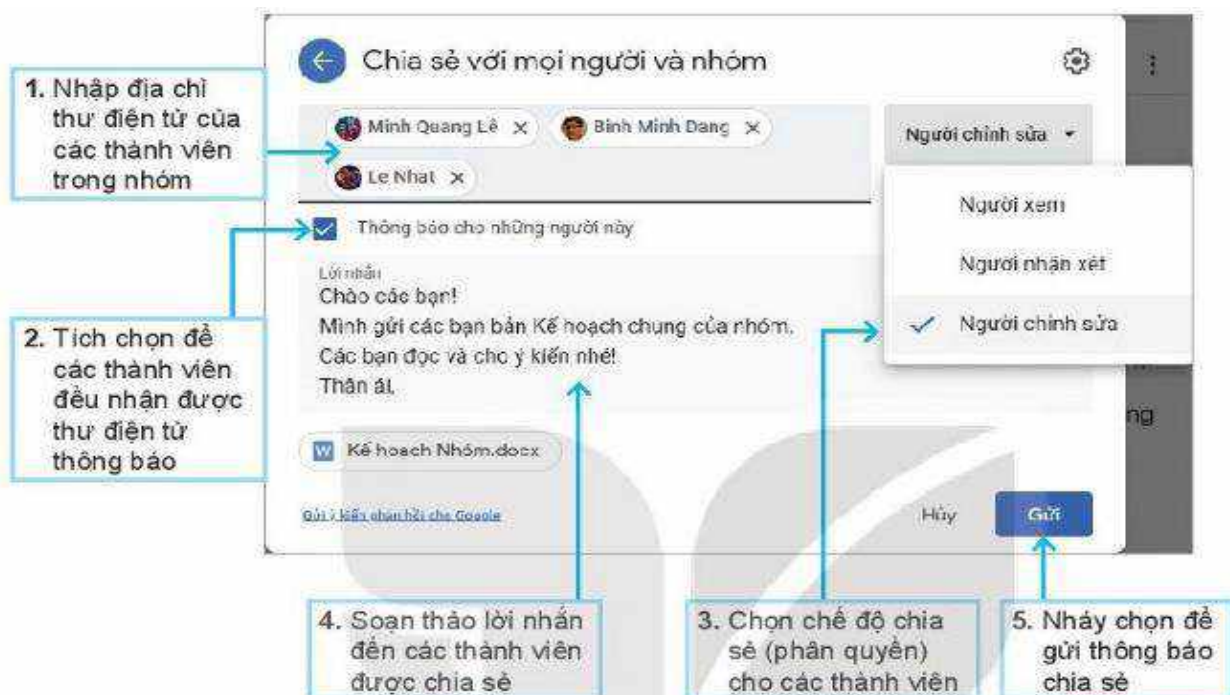 Chia sẻ với mọi người và nhóm
1. Nhập địa chỉ
thư điện tử của
các thành viên
trong nhóm
Minh Quang Lê
Binh Minh Dang
Le Nhat
Người chỉnh sửa
Người xem
Người nhận xét
Người chỉnh sửa
Thông báo cho những người này
Lời nhắn
Chào các bạn!
Mình gửi các bạn bản Kế hoạch chung của nhóm.
Các bạn đọc và cho ý kiến nhé!
Thân ái,
2. Tích chọn để
các thành viên
đều nhận được
thư điện tử
thông báo
ng
Kế hoạch Nhóm.docx
Gửi ý kiến phản hồi cho Google
Hủy
Gửi
4. Soạn thảo lời nhắn
đến các thành viên
được chia sẻ
3. Chọn chế độ chia
sẻ (phân quyền)
cho các thành viên
5. Nháy chọn để
gửi thông báo
chia sẻ